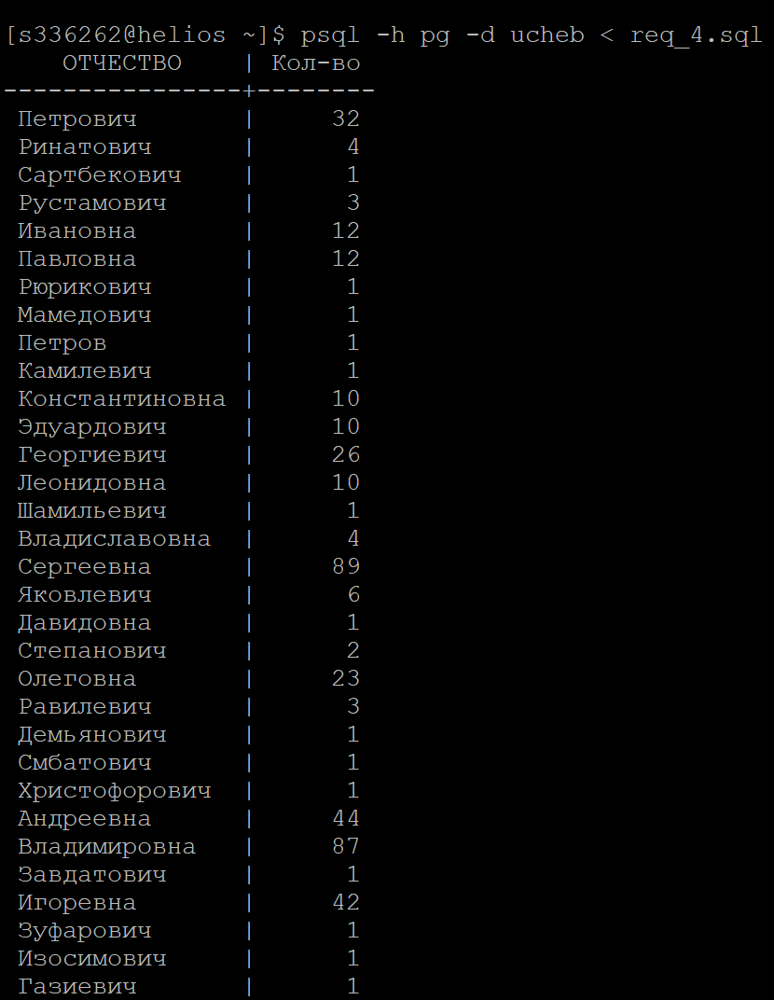 [s336262@helios ~]$ psql -h pg -d ucheb < req_4.sql
ОТЧЕСТВО | Кол-во
----------------+--------
Петрович | 32
Ринатович | 4
Сартбекович | 1
Рустамович | 3
Ивановна | 12
Павловна | 12
Рюрикович | 1
Мамедович | 1
Петров | 1
Камилевич | 1
Константиновна | 10
Эдуардович | 10
Георгиевич | 26
Леонидовна | 10
Шамильевич | 1
Владиславовна | 4
Сергеевна | 89
Яковлевич | 6
Давидовна | 1
Степанович | 2
Олеговна | 23
Равилевич | 3
Демьянович | 1
Смбатович | 1
Христофорович | 1
Андреевна | 44
Владимировна | 87
Завдатович | 1
Игоревна | 42
Зуфарович | 1
Изосимович | 1
Газиевич | 1